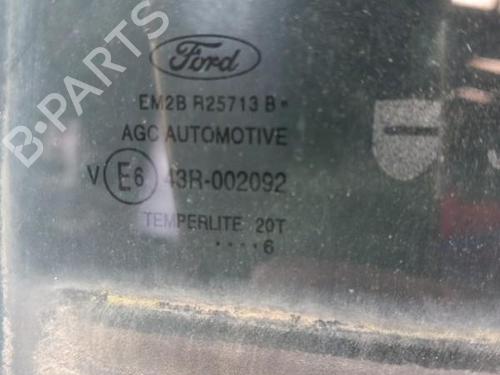 B-PARTS
Ford
EM2B R25713 B"
AGC AUTOMOTIVE
V E6 43R-002092
TEMPERLITE 20T
....6